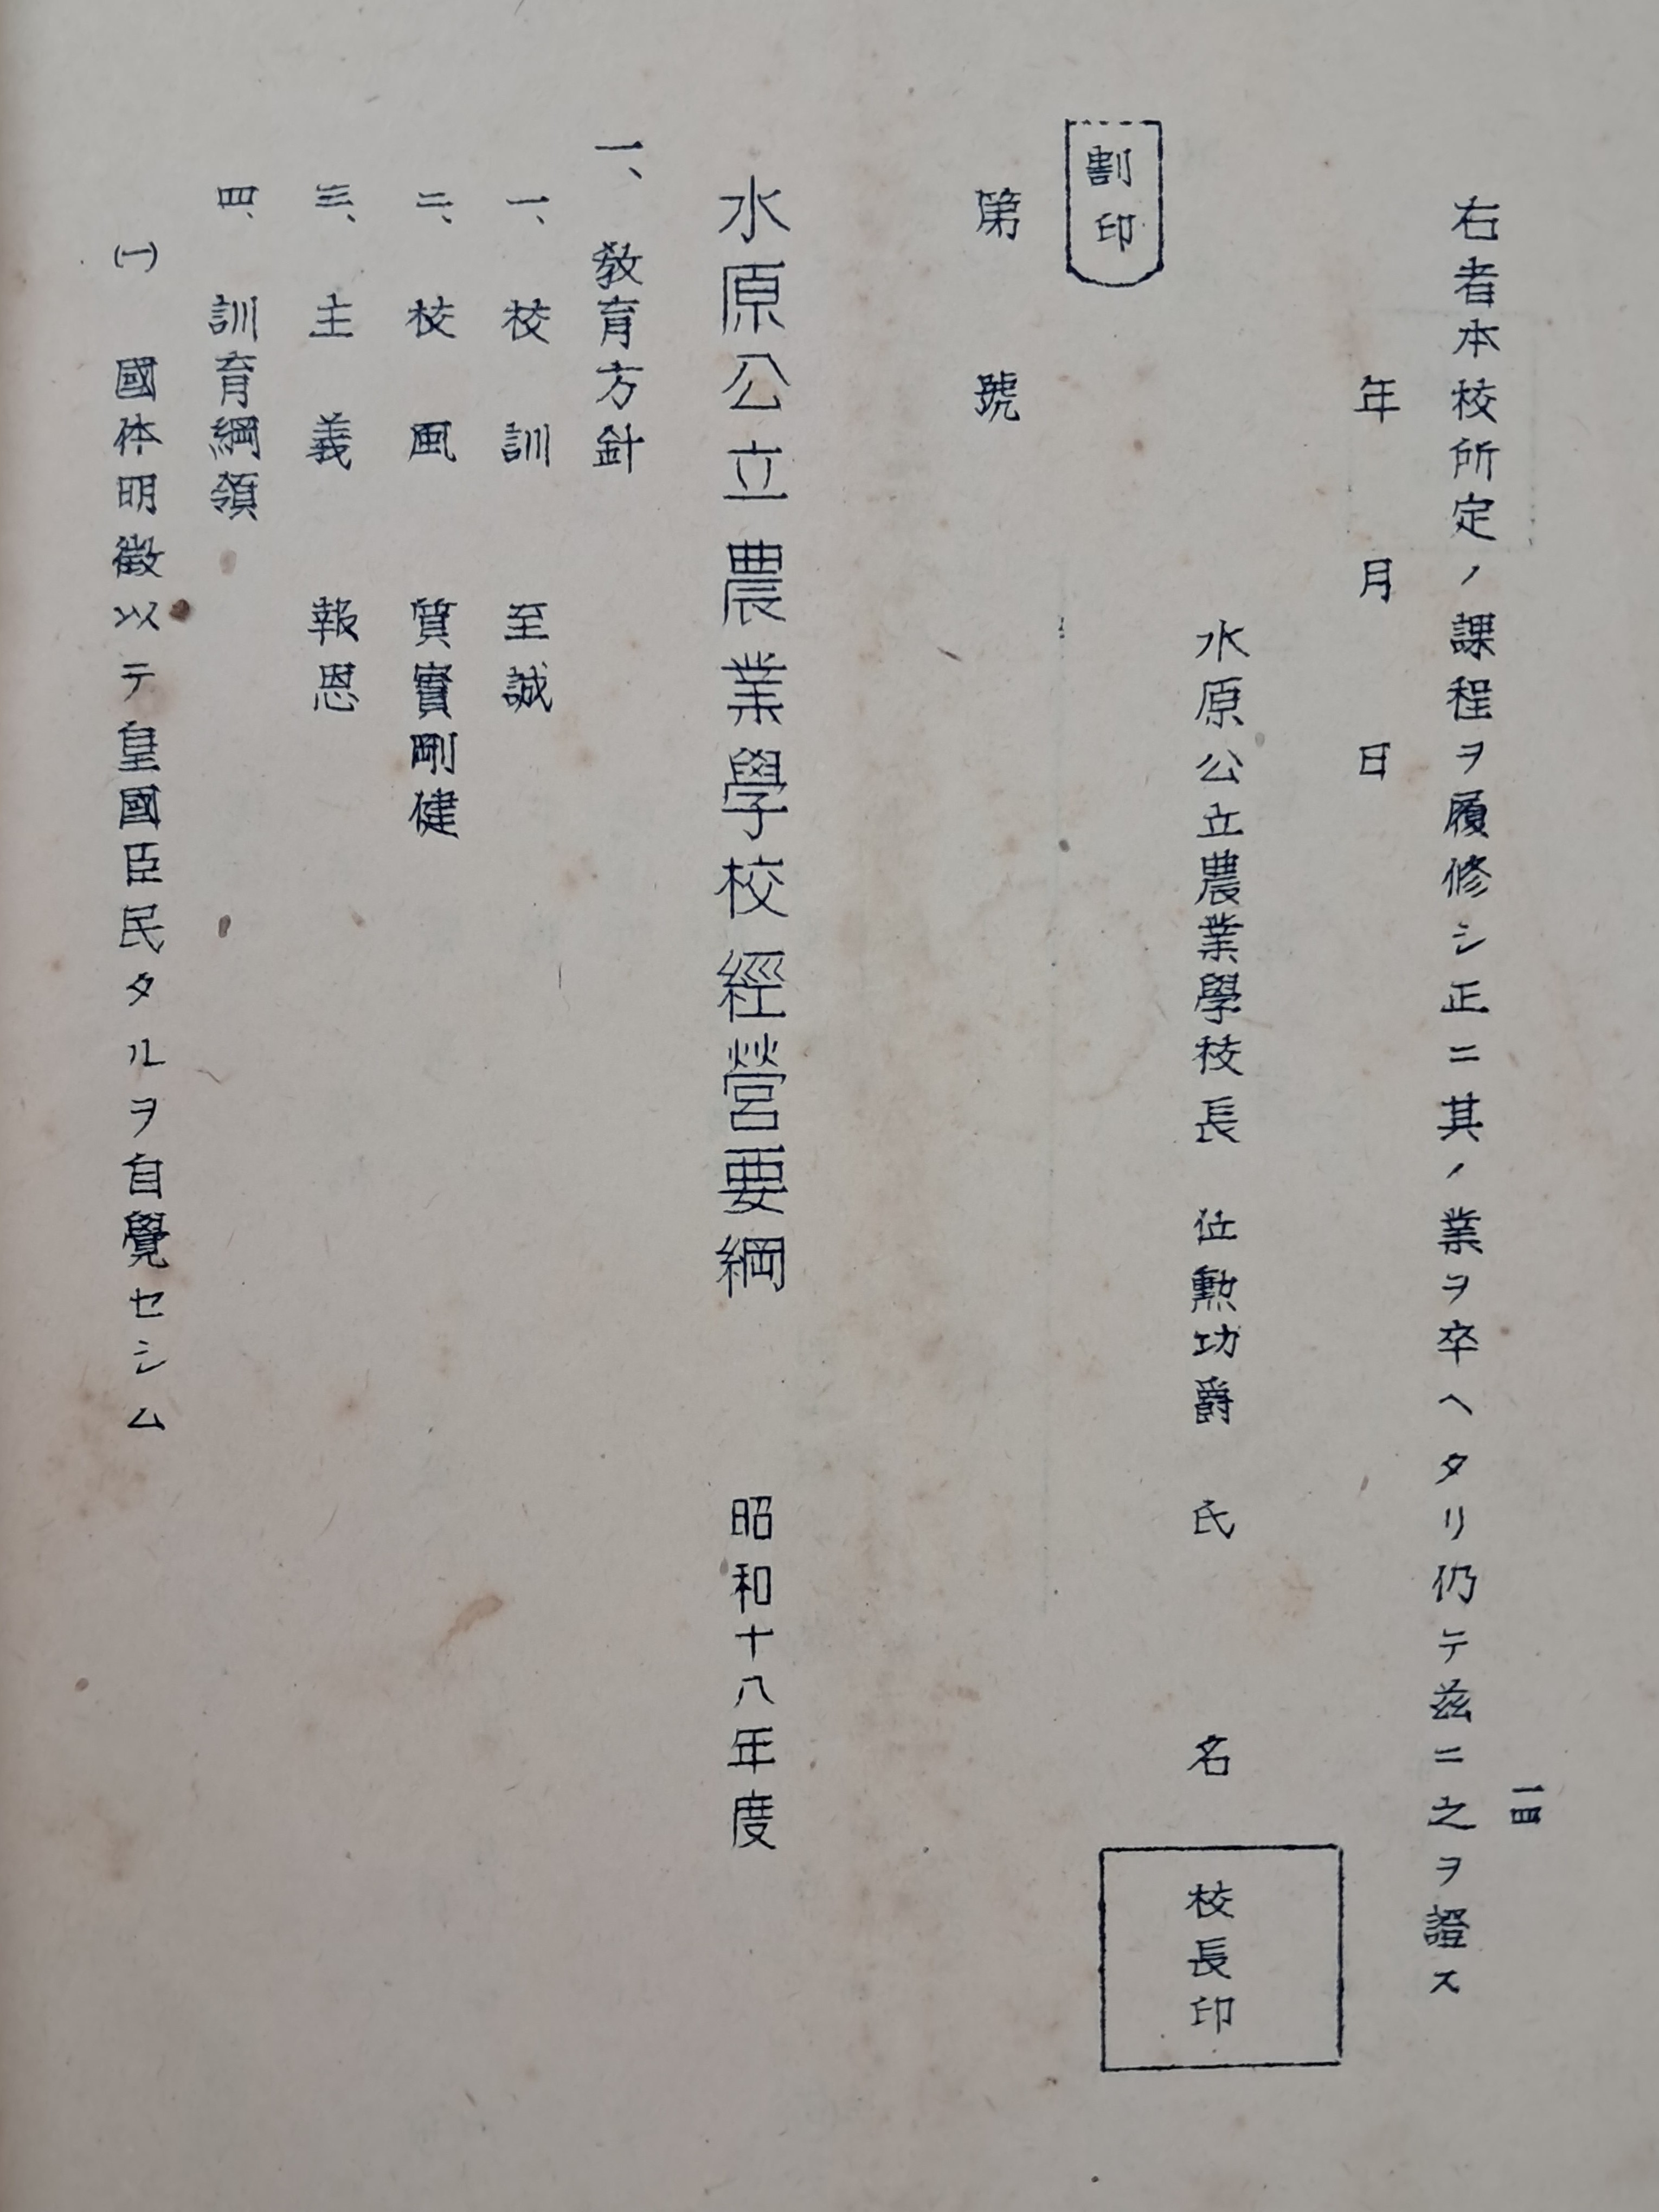 一四
右者本校所定ノ課程ヲ履修シ正ニ其ノ業ヲ卒ヘタリ仍テ茲ニ之ヲ證ス
年月日
水原公立農業學校長 位勲功爵 氏名
校長印
割印
第號
水原公立農業學校經營要綱 昭和十八年度
一、教育方針
一、校訓 至誠
二、校風 質實剛健
三、主義 報恩
四、訓育綱領
㈠ 國体明徴以テ皇國臣民タルヲ自覺セシム